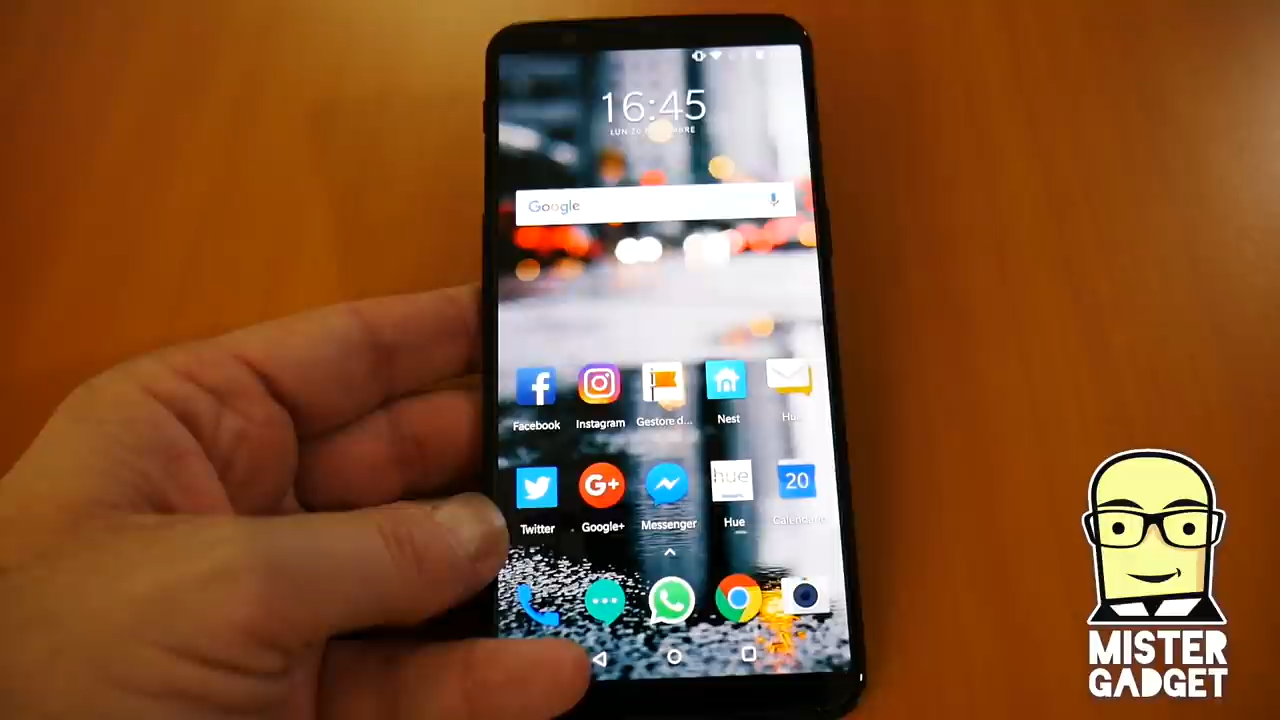 16:45
Google
Facebook
Instagram
Gestore d...
Nest
Twitter
G+
Google+
Messenger
hue
Hue
20
MISTER
GADGET